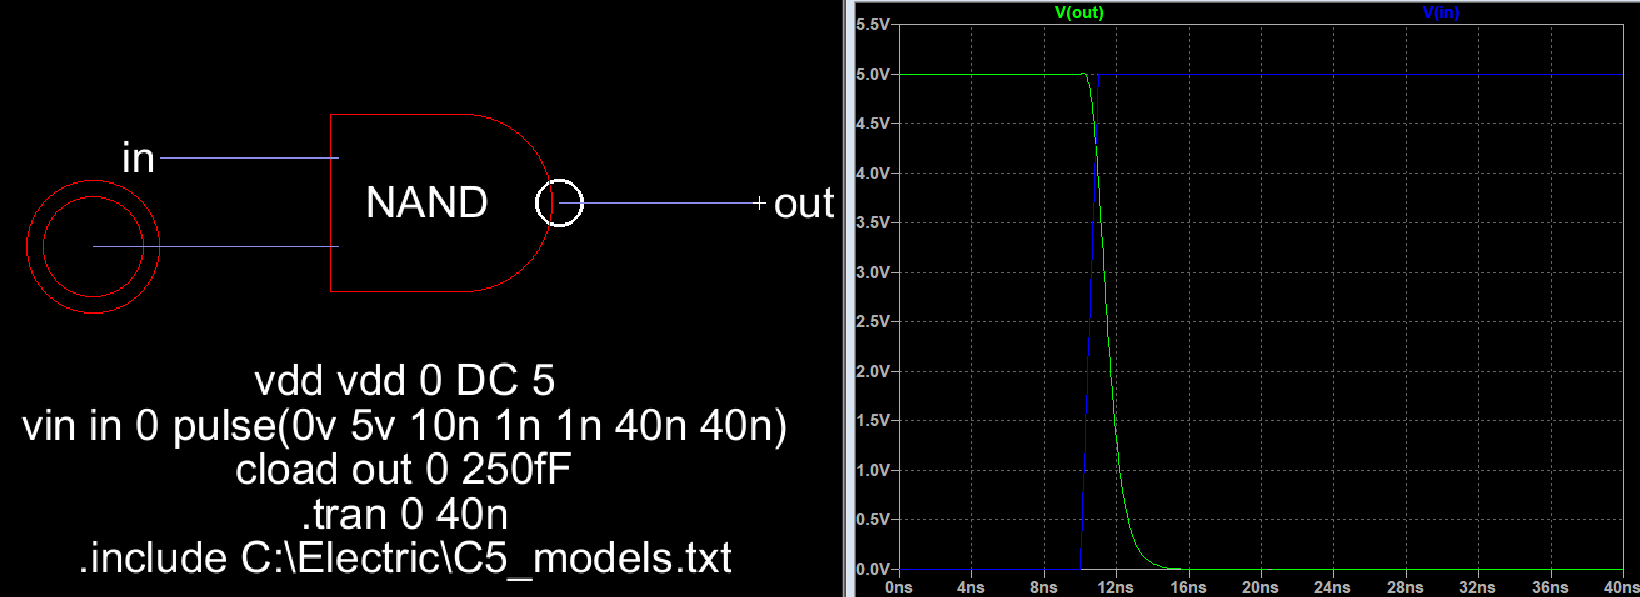 in
NAND
out
vdd vdd 0 DC 5
vin in 0 pulse(0v 5v 10n 1n 1n 40n 40n)
cload out 0 250fF
.tran 0 40n
.include C:\Electric\C5_models.txt
V(out) V(in)
5.5V
5.0V
4.5V
4.0V
3.5V
3.0V
2.5V
2.0V
1.5V
1.0V
0.5V
0.0V
0ns 4ns 8ns 12ns 16ns 20ns 24ns 28ns 32ns 36ns 40ns